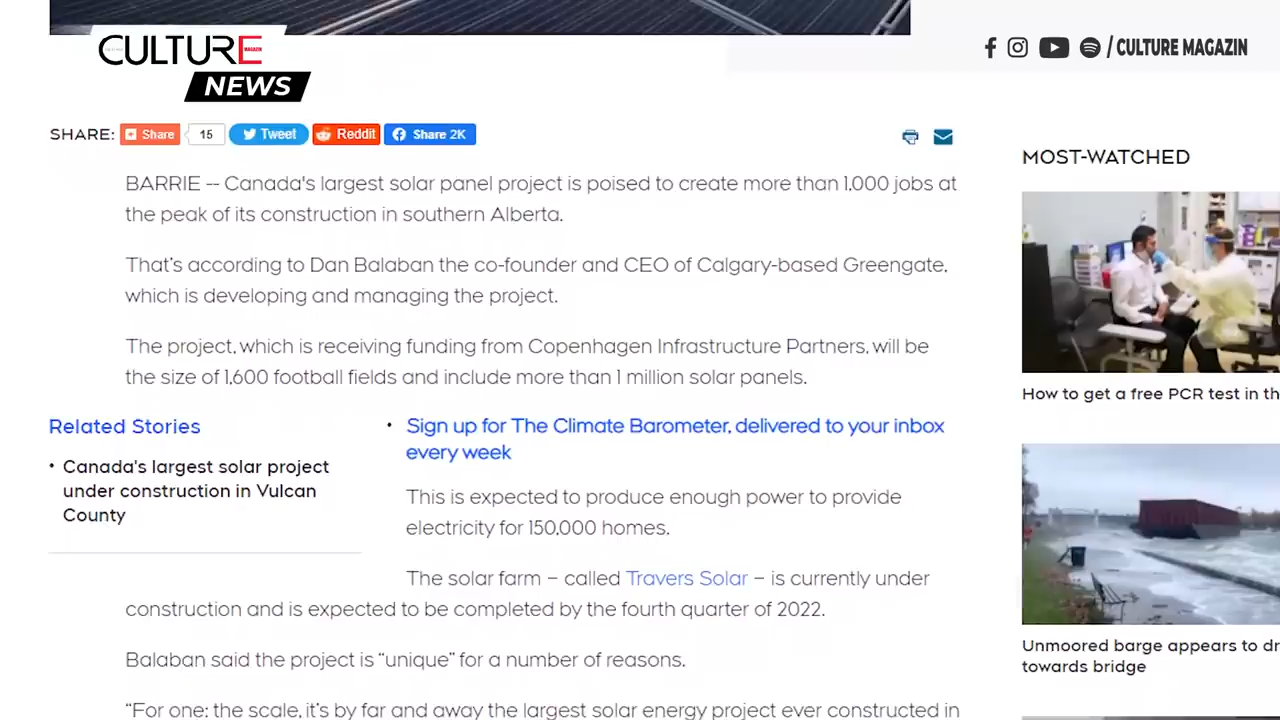 CULTURE
MAGAZIN
NEWS
/ CULTURE MAGAZIN
SHARE: Share 15 Tweet Reddit Share 2K
BARRIE -- Canada's largest solar panel project is poised to create more than 1,000 jobs at
the peak of its construction in southern Alberta.
That's according to Dan Balaban the co-founder and CEO of Calgary-based Greengate,
which is developing and managing the project.
The project, which is receiving funding from Copenhagen Infrastructure Partners, will be
the size of 1,600 football fields and include more than 1 million solar panels.
Related Stories
• Canada's largest solar project
under construction in Vulcan
County
• Sign up for The Climate Barometer, delivered to your inbox
every week
This is expected to produce enough power to provide
electricity for 150,000 homes.
The solar farm – called Travers Solar – is currently under
construction and is expected to be completed by the fourth quarter of 2022.
Balaban said the project is “unique” for a number of reasons.
“For one: the scale, it's by far and away the largest solar energy project ever constructed in
MOST-WATCHED
How to get a free PCR test in th
Unmoored barge appears to dr
towards bridge